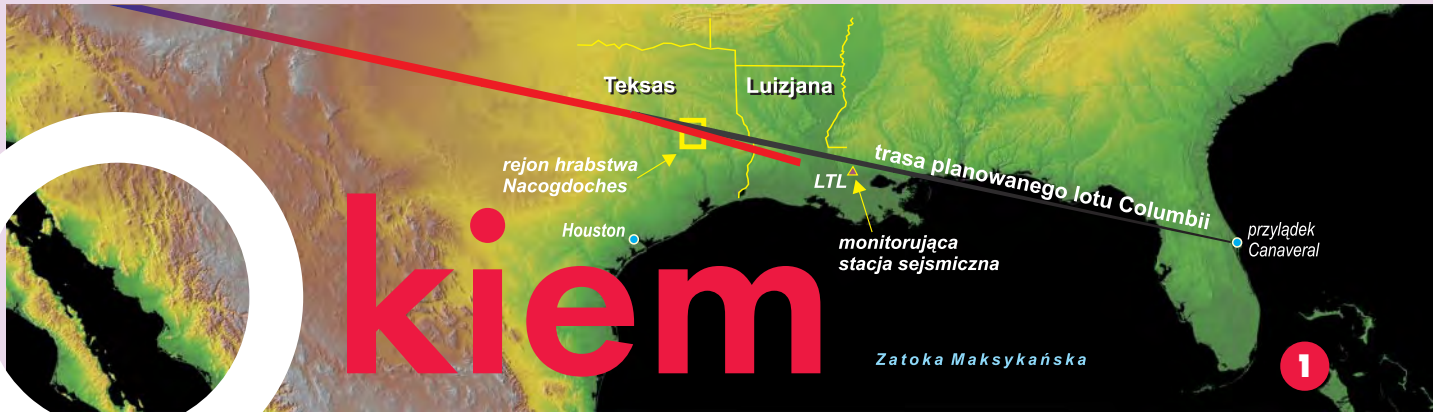 Teksas
Luizjana
rejon hrabstwa
Nacogdoches
LTL
trasa planowanego lotu Columbii
Houston
monitorująca
stacja sejsmiczna
przylądek
Canaveral
Okiem
Zatoka Maksykańska
1